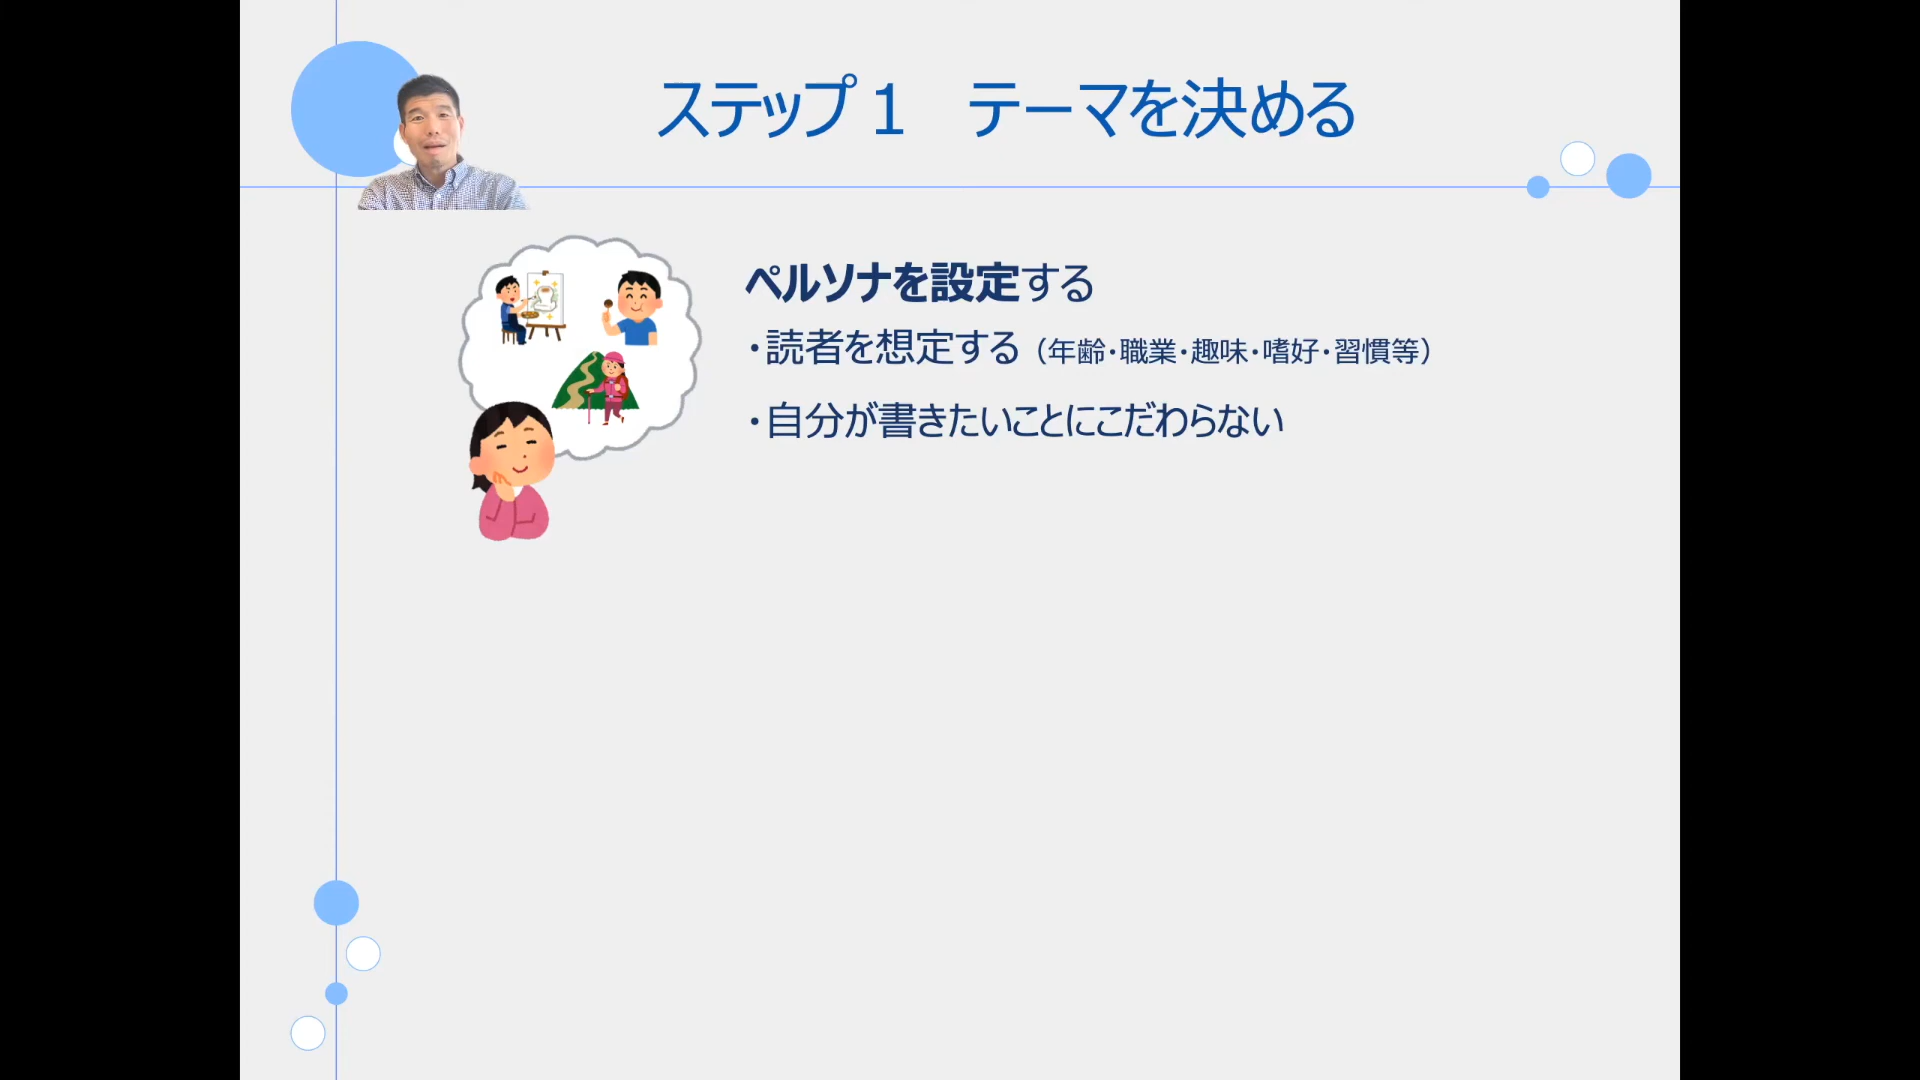 ステップ１　テーマを決める
ペルソナを設定する
・読者を想定する（年齢・職業・趣味・嗜好・習慣等）
・自分が書きたいことにこだわらない